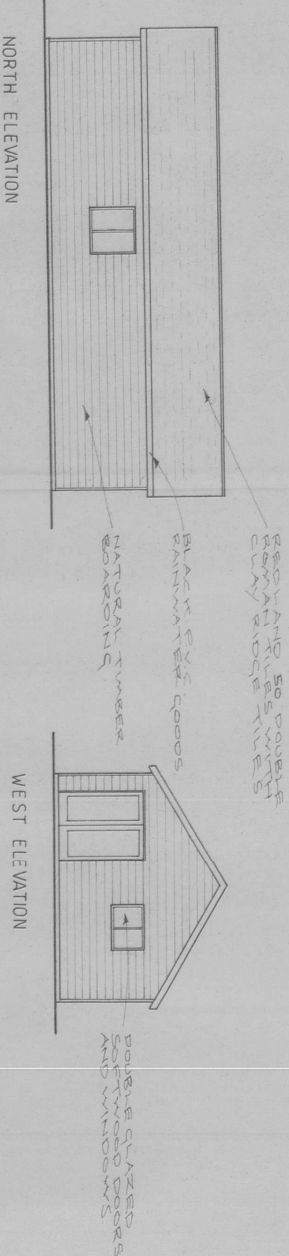 REDLAND 50 DOUBLE
ROMAN TILES WITH
CLAY RIDGE TILES
BLACK P.V.C.
RAINWATER GOODS
NATURAL TIMBER
BOARDING
NORTH ELEVATION
DOUBLE GLAZED
SOFTWOOD DOORS
AND WINDOWS
WEST ELEVATION